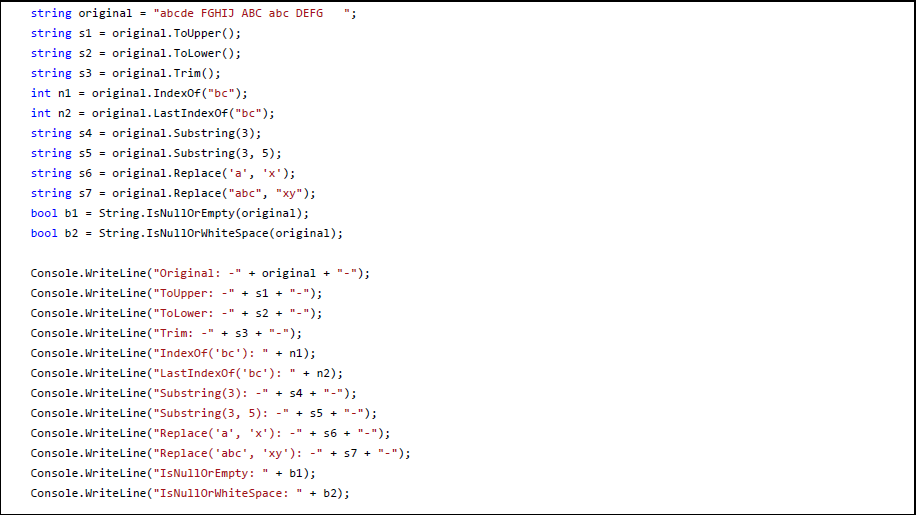 string original = "abcde FGHIJ ABC abc DEFG   ";
string s1 = original.ToUpper();
string s2 = original.ToLower();
string s3 = original.Trim();
int n1 = original.IndexOf("bc");
int n2 = original.LastIndexOf("bc");
string s4 = original.Substring(3);
string s5 = original.Substring(3, 5);
string s6 = original.Replace('a', 'x');
string s7 = original.Replace("abc", "xy");
bool b1 = String.IsNullOrEmpty(original);
bool b2 = String.IsNullOrWhiteSpace(original);
Console.WriteLine("Original: -" + original + "-");
Console.WriteLine("ToUpper: -" + s1 + "-");
Console.WriteLine("ToLower: -" + s2 + "-");
Console.WriteLine("Trim: -" + s3 + "-");
Console.WriteLine("IndexOf('bc'): " + n1);
Console.WriteLine("LastIndexOf('bc'): " + n2);
Console.WriteLine("Substring(3): -" + s4 + "-");
Console.WriteLine("Substring(3, 5): -" + s5 + "-");
Console.WriteLine("Replace('a', 'x'): -" + s6 + "-");
Console.WriteLine("Replace('abc', 'xy'): -" + s7 + "-");
Console.WriteLine("IsNullOrEmpty: " + b1);
Console.WriteLine("IsNullOrWhiteSpace: " + b2);